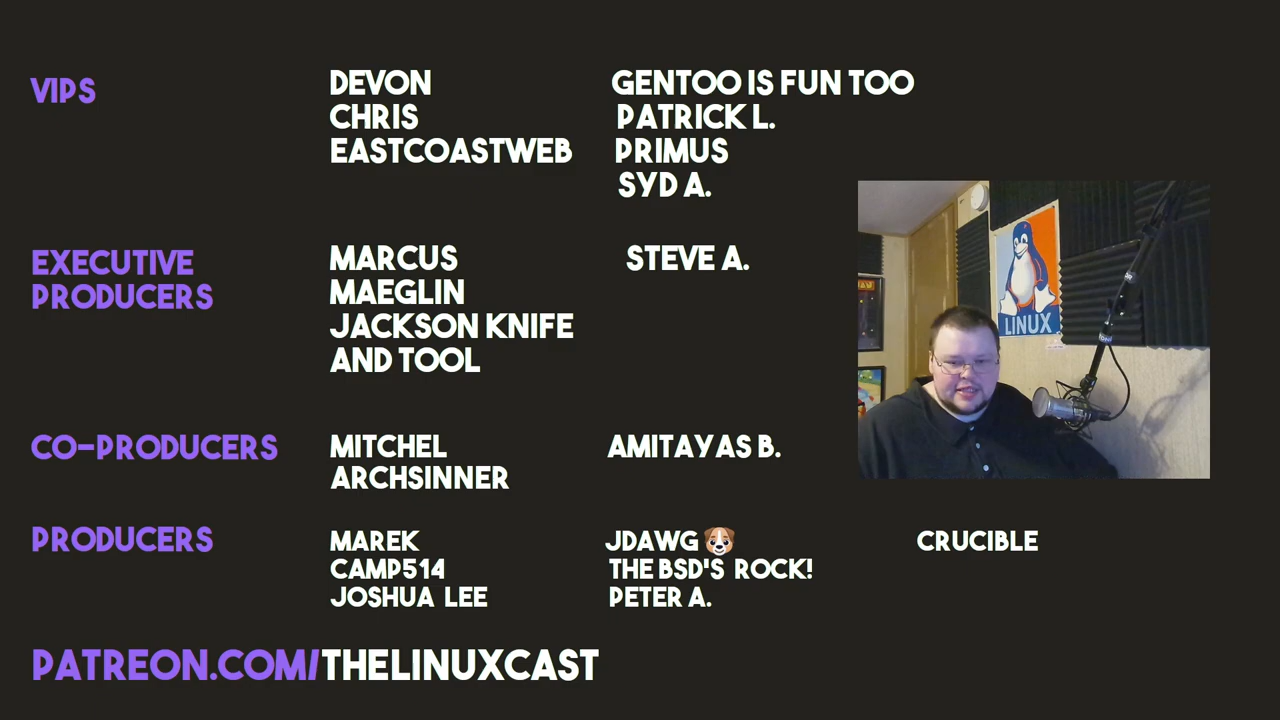 VIPS
DEVON GENTOO IS FUN TOO
CHRIS PATRICK L.
EASTCOASTWEB PRIMUS
SYD A.
EXECUTIVE
PRODUCERS
MARCUS STEVE A.
MAEGLIN
JACKSON KNIFE
AND TOOL
CO-PRODUCERS
MITCHEL AMITAYAS B.
ARCHSINNER
PRODUCERS
MAREK JDAWG🐶 CRUCIBLE
CAMP514 THE BSD'S ROCK!
JOSHUA LEE PETER A.
PATREON.COM/THELINUXCAST
LINUX